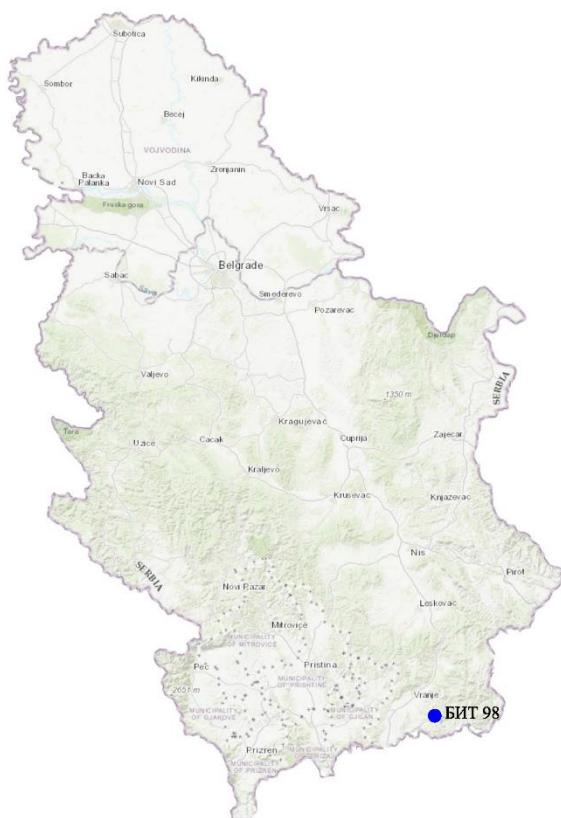 Subotica
Kikinda
Sombor
Becej
VOJVODINA
Zrenjanin
Backa
Palanka
Novi Sad
Fruska gora
Vrsac
Belgrade
Sabac
Sava
Smederevo
Pozarevac
Djerdap
Valjevo
1350 m
SERBIA
Tara
Kragujevac
Uzice
Cacak
Cuprija
Zajecar
Kraljevo
Krusevac
Knjazevac
Nis
SERBIA
Pirot
Novi Pazar
Leskovac
Mitrovice
MUNICIPALITY
OF MITROVICE
Peć
Pristina
MUNICIPALITY
OF PRISHTINE
2651 m
Vranje
MUNICIPALITY
OF GJAKOVË
MUNICIPALITY
OF GJILAN
БИТ 98
Prizren
MUNICIPALITY
MUNICIPALITY
OF PRIZREN